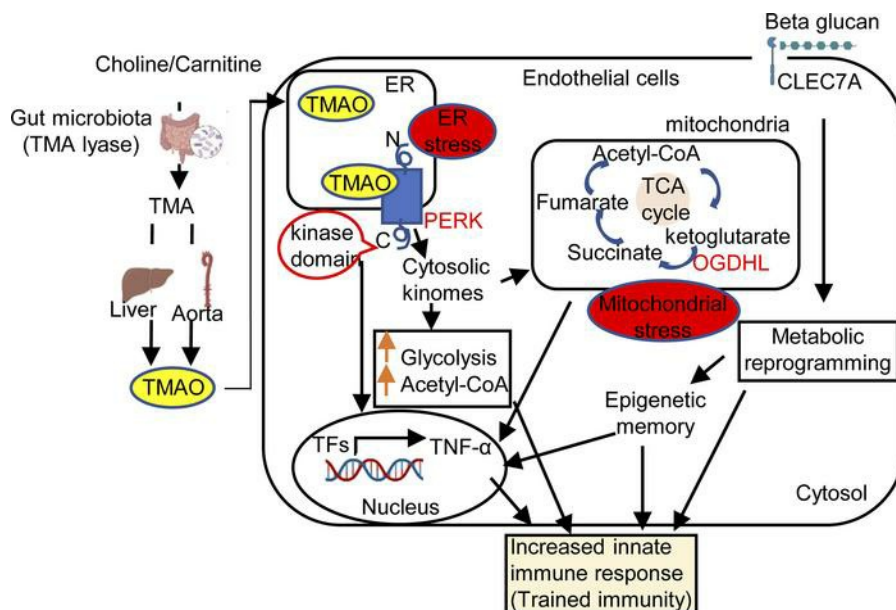 Beta glucan
CLEC7A
Choline/Carnitine
Gut microbiota
(TMA lyase)
TMA
Liver
Aorta
TMAO
Endothelial cells
ER
TMAO
ER
stress
N
TMAO
PERK
C
kinase
domain
Cytosolic
kinomes
mitochondria
Acetyl-CoA
TCA
cycle
Fumarate
ketoglutarate
Succinate
OGDHL
Mitochondrial
stress
Glycolysis
Acetyl-CoA
Metabolic
reprogramming
Epigenetic
memory
TFs
TNF-α
Nucleus
Cytosol
Increased innate
immune response
(Trained immunity)